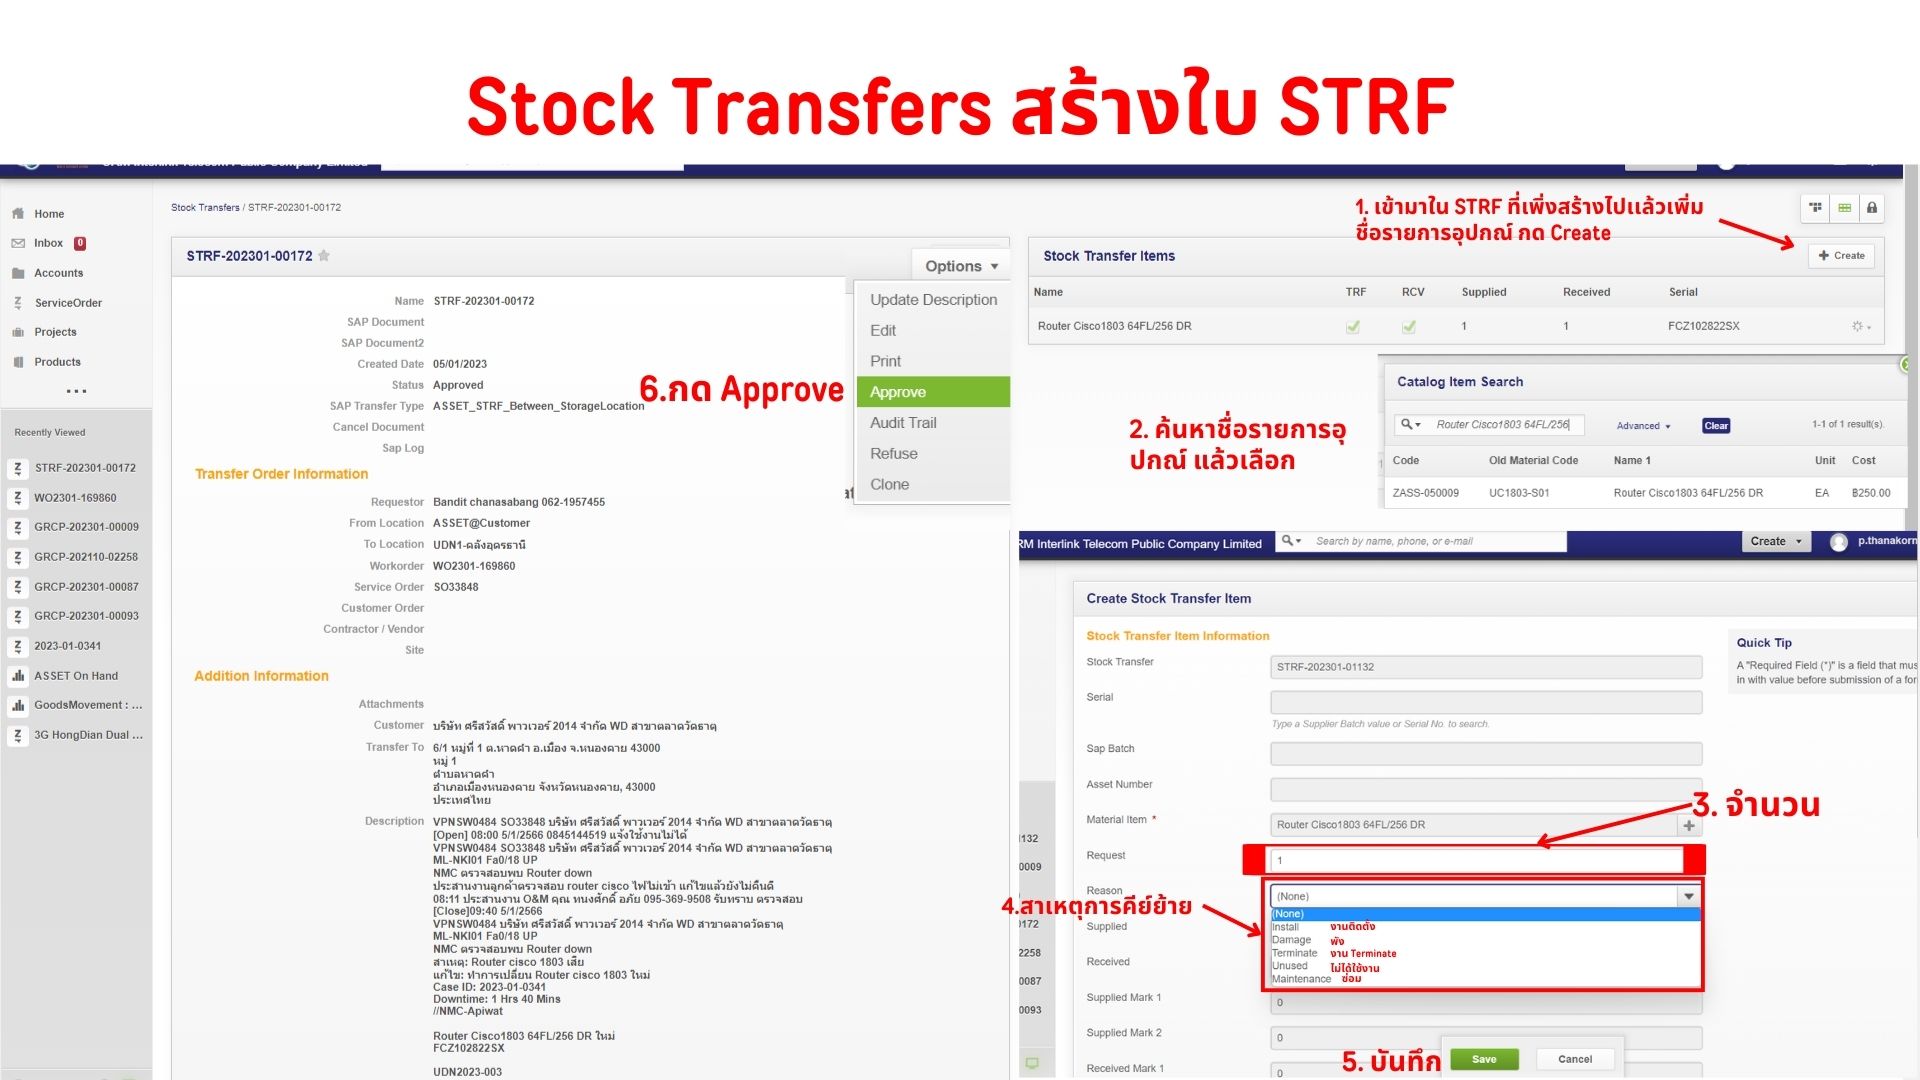 Stock Transfers สร้างใบ STRF
Home
Inbox 0
Accounts
ServiceOrder
Projects
Products
...
Recently Viewed
STRF-202301-00172
WO2301-169860
GRCP-202301-00009
GRCP-202110-02258
GRCP-202301-00087
GRCP-202301-00093
2023-01-0341
ASSET On Hand
GoodsMovement : ...
3G HongDian Dual ...
Stock Transfers / STRF-202301-00172
STRF-202301-00172
Name STRF-202301-00172
SAP Document
SAP Document2
Created Date 05/01/2023
Status Approved
SAP Transfer Type ASSET_STRF_Between_StorageLocation
Cancel Document
Sap Log
Transfer Order Information
Requestor Bandit chanasabang 062-1957455
From Location ASSET@Customer
To Location UDN1-คลังอุดรธานี
Workorder WO2301-169860
Service Order SO33848
Customer Order
Contractor / Vendor
Site
Addition Information
Attachments
Customer บริษัท ศรีสวัสดิ์ พาวเวอร์ 2014 จำกัด WD สาขาตลาดวัดธาตุ
Transfer To 6/1 หมู่ที่ 1 ต.หาดคำ อ.เมือง จ.หนองคาย 43000
หมู่ 1
ตำบลหาดคำ
อำเภอเมืองหนองคาย จังหวัดหนองคาย, 43000
ประเทศไทย
Description VPNSW0484 SO33848 บริษัท ศรีสวัสดิ์ พาวเวอร์ 2014 จำกัด WD สาขาตลาดวัดธาตุ
[Open] 08:00 5/1/2566 0845144519 แจ้งใช้งานไม่ได้
VPNSW0484 SO33848 บริษัท ศรีสวัสดิ์ พาวเวอร์ 2014 จำกัด WD สาขาตลาดวัดธาตุ
ML-NKI01 Fa0/18 UP
NMC ตรวจสอบพบ Router down
ประสานงานลูกค้าตรวจสอบ router cisco ไฟไม่เข้า แก้ไขแล้วยังไม่คืนดี
08:11 ประสานงาน O&M คุณ ทนงศักดิ์ อภัย 095-369-9508 รับทราบ ตรวจสอบ
[Close]09:40 5/1/2566
VPNSW0484 SO33848 บริษัท ศรีสวัสดิ์ พาวเวอร์ 2014 จำกัด WD สาขาตลาดวัดธาตุ
ML-NKI01 Fa0/18 UP
NMC ตรวจสอบพบ Router down
สาเหตุ: Router cisco 1803 เสีย
แก้ไข: ทำการเปลี่ยน Router cisco 1803 ใหม่
Case ID: 2023-01-0341
Downtime: 1 Hrs 40 Mins
//NMC-Apiwat
Router Cisco1803 64FL/256 DR ใหม่
FCZ102822SX
UDN2023-003
Options
Update Description
Edit
Print
Approve
Audit Trail
Refuse
Clone
6.กด Approve
1. เข้ามาใน STRF ที่เพิ่งสร้างไปแล้วเพิ่ม
ชื่อรายการอุปกณ์ กด Create
Stock Transfer Items
+ Create
Name TRF RCV Supplied Received Serial
Router Cisco1803 64FL/256 DR 1 1 FCZ102822SX
2. ค้นหาชื่อรายการอุ
ปกณ์ แล้วเลือก
Catalog Item Search
Router Cisco1803 64FL/256 Advanced Clear 1-1 of 1 result(s).
Code Old Material Code Name 1 Unit Cost
ZASS-050009 UC1803-S01 Router Cisco1803 64FL/256 DR EA ฿250.00
RM Interlink Telecom Public Company Limited Search by name, phone, or e-mail Create p.thanakorn
Create Stock Transfer Item
Stock Transfer Item Information
Quick Tip
A "Required Field (*)" is a field that mus
in with value before submission of a for
Stock Transfer STRF-202301-01132
Serial
Type a Supplier Batch value or Serial No. to search.
Sap Batch
Asset Number
Material Item * Router Cisco1803 64FL/256 DR
3. จำนวน
Request 1
Reason (None)
4.สาเหตุการคีย์ย้าย
(None)
Install งานติดตั้ง
Damage พัง
Terminate งาน Terminate
Unused ไม่ได้ใช้งาน
Maintenance ซ่อม
Supplied
Received
Supplied Mark 1 0
Supplied Mark 2 0
Received Mark 1 0
5. บันทึก
Save Cancel
132
0009
0172
2258
0087
0093